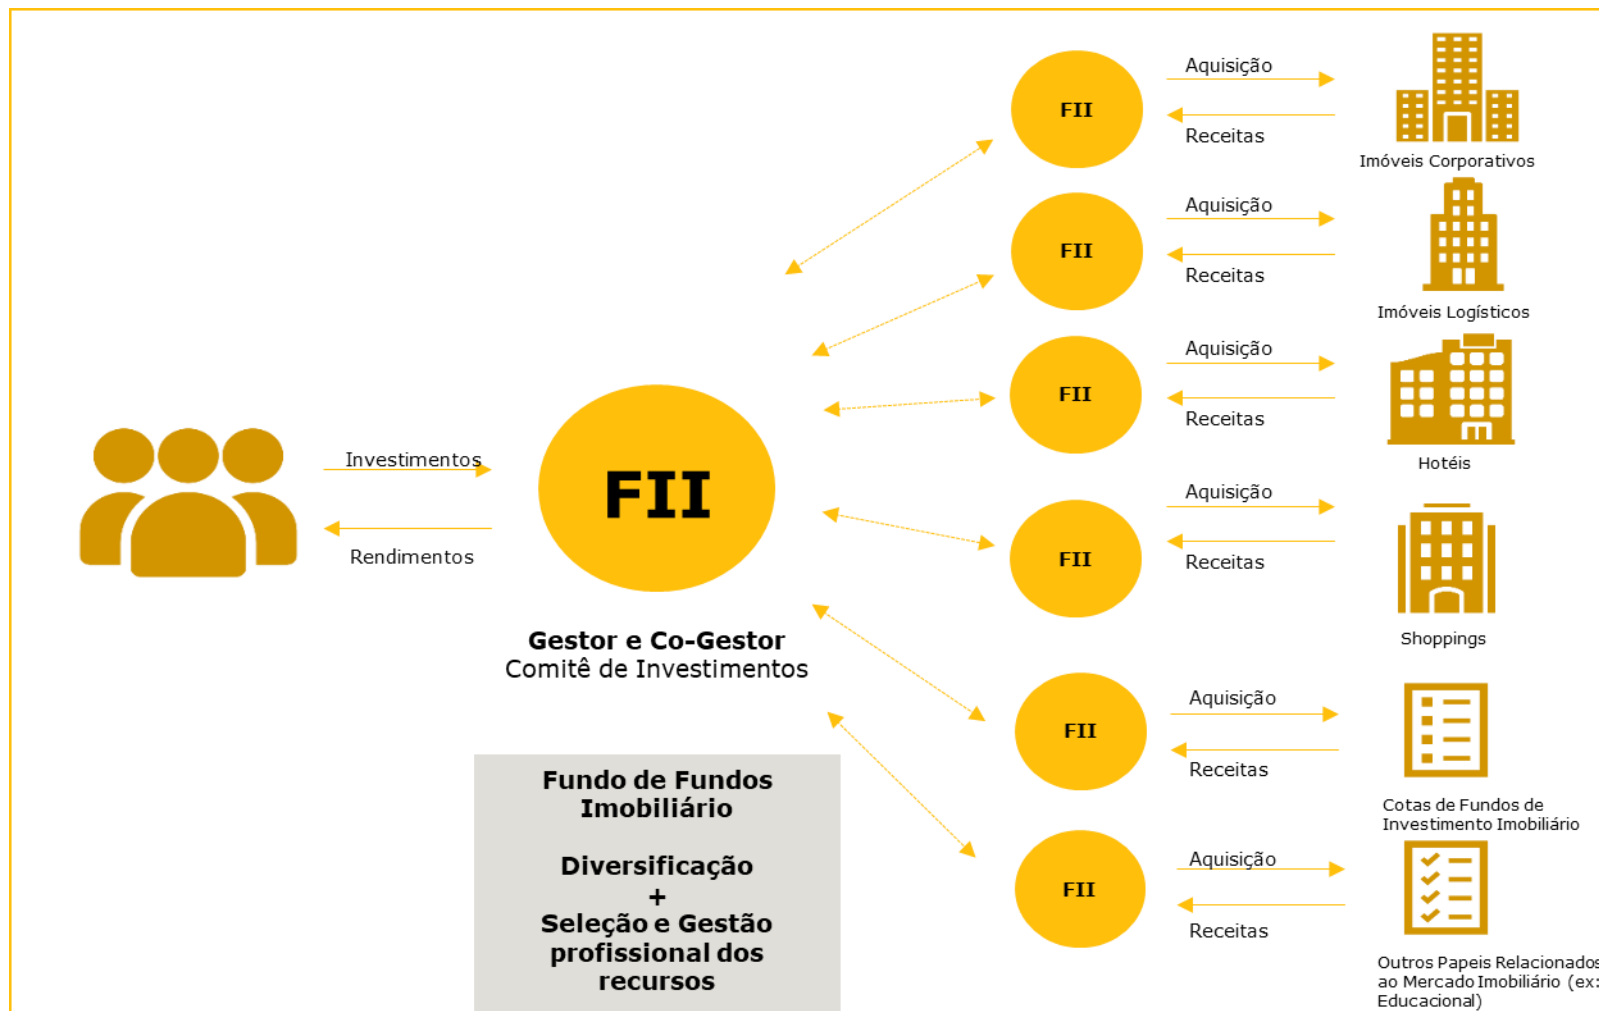 Investimentos
Rendimentos
FII
Gestor e Co-Gestor
Comitê de Investimentos
Fundo de Fundos
Imobiliário
Diversificação
+
Seleção e Gestão
profissional dos
recursos
FII
Aquisição
Receitas
Imóveis Corporativos
FII
Aquisição
Receitas
Imóveis Logísticos
FII
Aquisição
Receitas
Hotéis
FII
Aquisição
Receitas
Shoppings
FII
Aquisição
Receitas
Cotas de Fundos de
Investimento Imobiliário
FII
Aquisição
Receitas
Outros Papeis Relacionados
ao Mercado Imobiliário (ex:
Educacional)